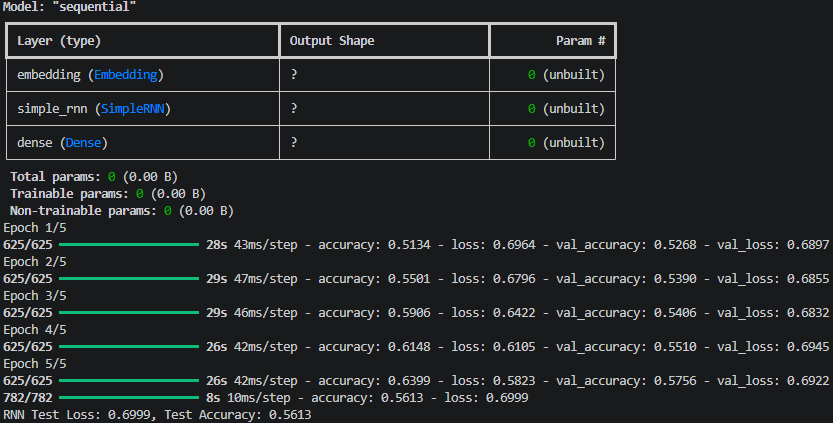 Model: "sequential"
Layer (type) Output Shape Param #
embedding (Embedding) ? 0 (unbuilt)
simple_rnn (SimpleRNN) ? 0 (unbuilt)
dense (Dense) ? 0 (unbuilt)
Total params: 0 (0.00 B)
Trainable params: 0 (0.00 B)
Non-trainable params: 0 (0.00 B)
Epoch 1/5
625/625 28s 43ms/step - accuracy: 0.5134 - loss: 0.6964 - val_accuracy: 0.5268 - val_loss: 0.6897
Epoch 2/5
625/625 29s 47ms/step - accuracy: 0.5501 - loss: 0.6796 - val_accuracy: 0.5390 - val_loss: 0.6855
Epoch 3/5
625/625 29s 46ms/step - accuracy: 0.5906 - loss: 0.6422 - val_accuracy: 0.5406 - val_loss: 0.6832
Epoch 4/5
625/625 26s 42ms/step - accuracy: 0.6148 - loss: 0.6105 - val_accuracy: 0.5510 - val_loss: 0.6945
Epoch 5/5
625/625 26s 42ms/step - accuracy: 0.6399 - loss: 0.5823 - val_accuracy: 0.5756 - val_loss: 0.6922
782/782 8s 10ms/step - accuracy: 0.5613 - loss: 0.6999
RNN Test Loss: 0.6999, Test Accuracy: 0.5613